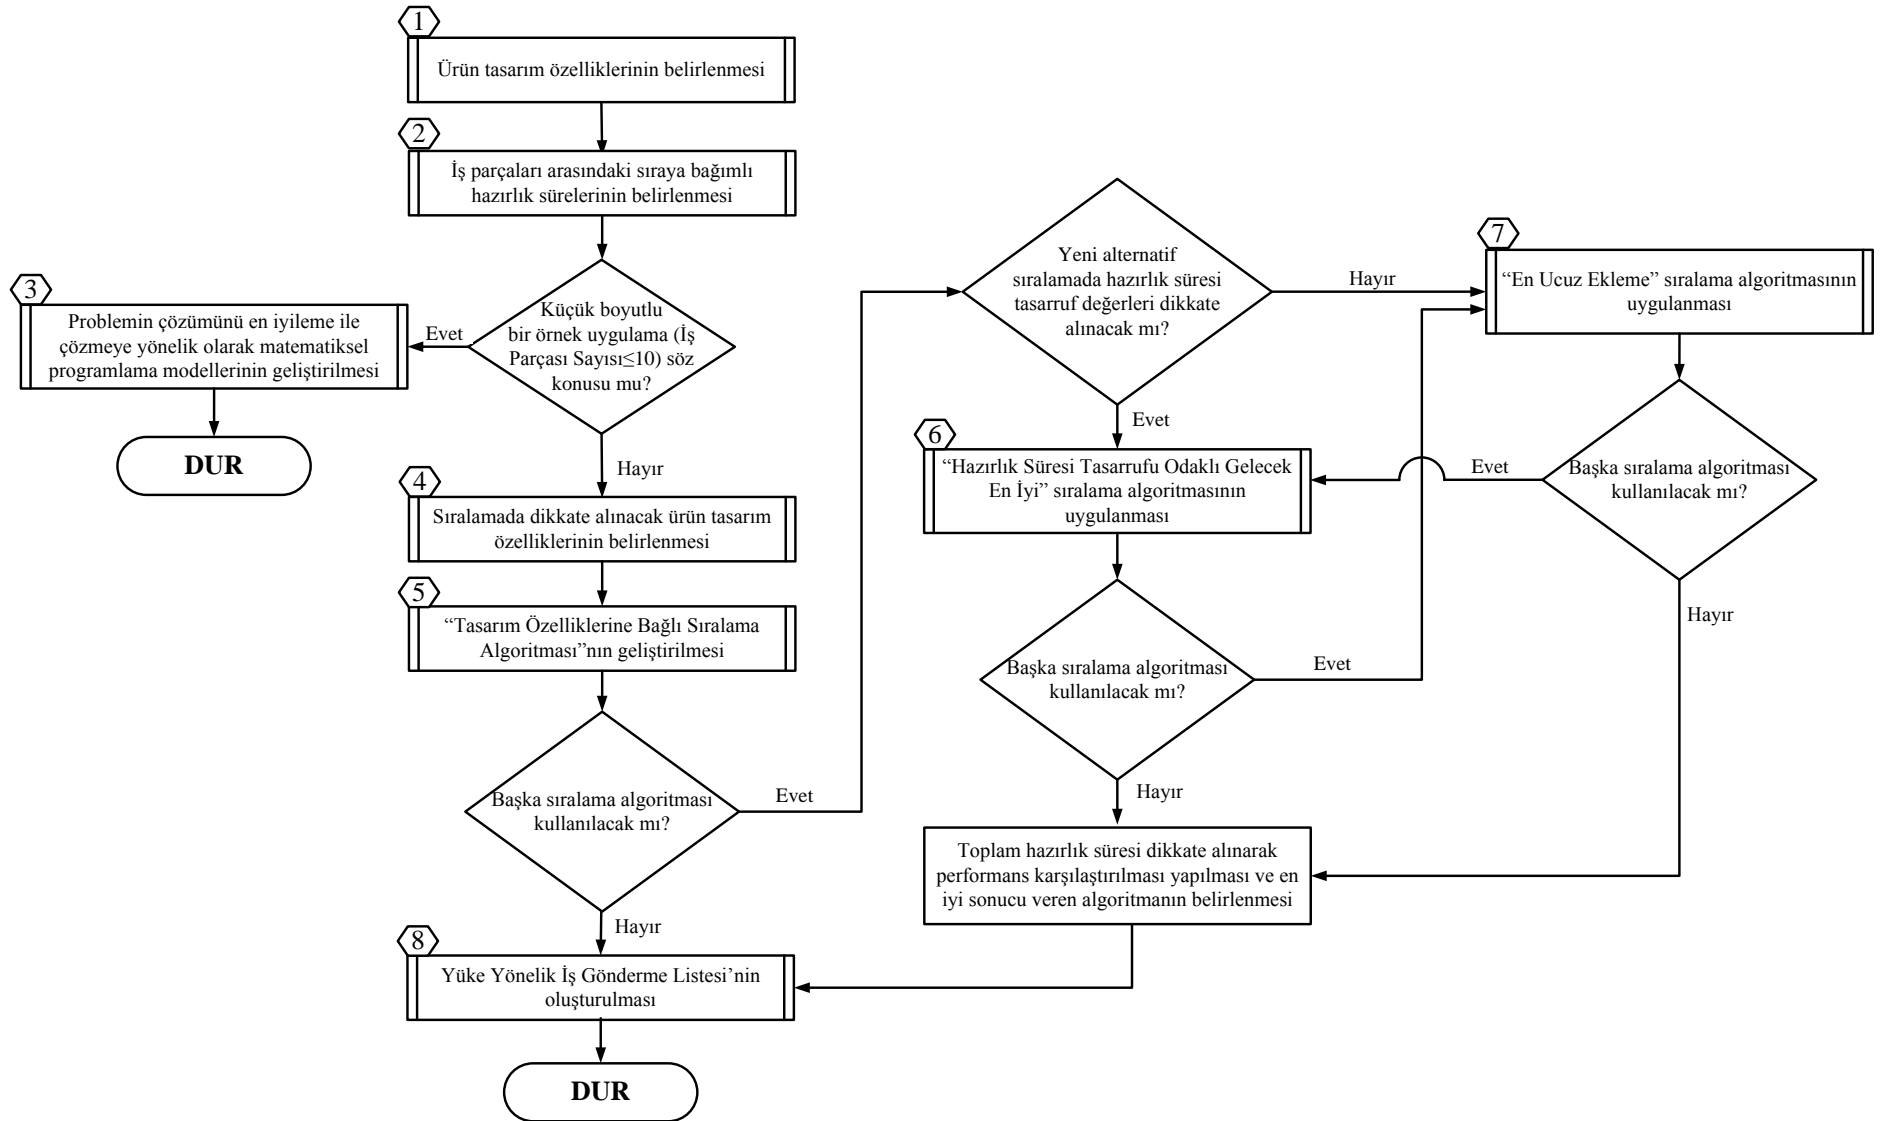 1
Ürün tasarım özelliklerinin belirlenmesi
2
İş parçaları arasındaki sıraya bağımlı
hazırlık sürelerinin belirlenmesi
Küçük boyutlu
bir örnek uygulama (İş
Parçası Sayısı≤10) söz
konusu mu?
Evet
3
Problemin çözümünü en iyileme ile
çözmeye yönelik olarak matematiksel
programlama modellerinin geliştirilmesi
DUR
Hayır
4
Sıralamada dikkate alınacak ürün tasarım
özelliklerinin belirlenmesi
5
“Tasarım Özelliklerine Bağlı Sıralama
Algoritması”nın geliştirilmesi
Başka sıralama algoritması
kullanılacak mı?
Evet
Hayır
8
Yüke Yönelik İş Gönderme Listesi’nin
oluşturulması
DUR
Yeni alternatif
sıralamada hazırlık süresi
tasarruf değerleri dikkate
alınacak mı?
Hayır
Evet
6
“Hazırlık Süresi Tasarrufu Odaklı Gelecek
En İyi” sıralama algoritmasının
uygulanması
Başka sıralama algoritması
kullanılacak mı?
Evet
Hayır
Toplam hazırlık süresi dikkate alınarak
performans karşılaştırılması yapılması ve en
iyi sonucu veren algoritmanın belirlenmesi
7
“En Ucuz Ekleme” sıralama algoritmasının
uygulanması
Başka sıralama algoritması
kullanılacak mı?
Evet
Hayır